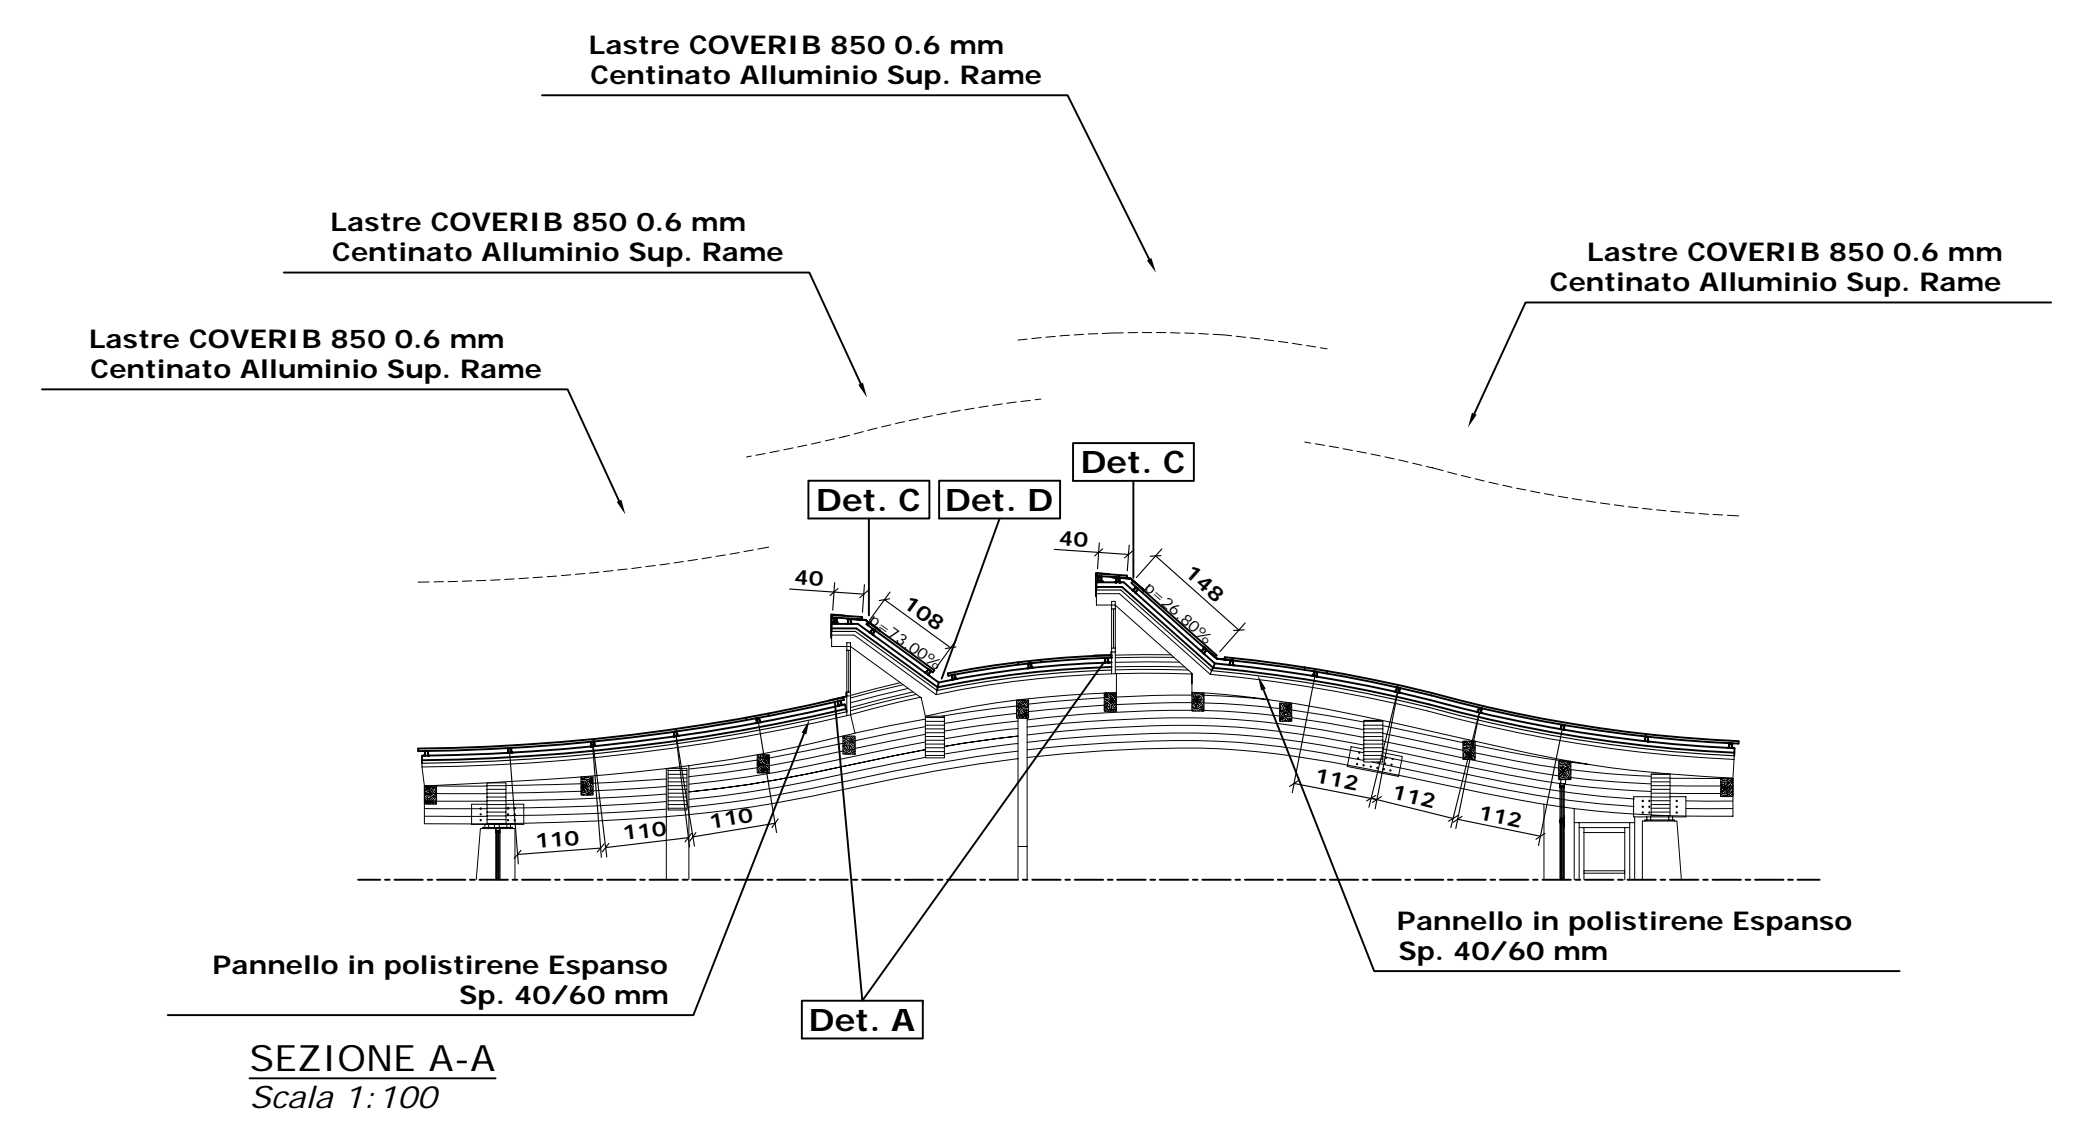 Lastre COVERIB 850 0.6 mm
Centinato Alluminio Sup. Rame
Lastre COVERIB 850 0.6 mm
Centinato Alluminio Sup. Rame
Lastre COVERIB 850 0.6 mm
Centinato Alluminio Sup. Rame
Lastre COVERIB 850 0.6 mm
Centinato Alluminio Sup. Rame
Det. C
Det. C
Det. D
40
148
p=26.80%
40
108
p=73.00%
112
112
112
110
110
110
Pannello in polistirene Espanso
Sp. 40/60 mm
Pannello in polistirene Espanso
Sp. 40/60 mm
Det. A
SEZIONE A-A
Scala 1:100